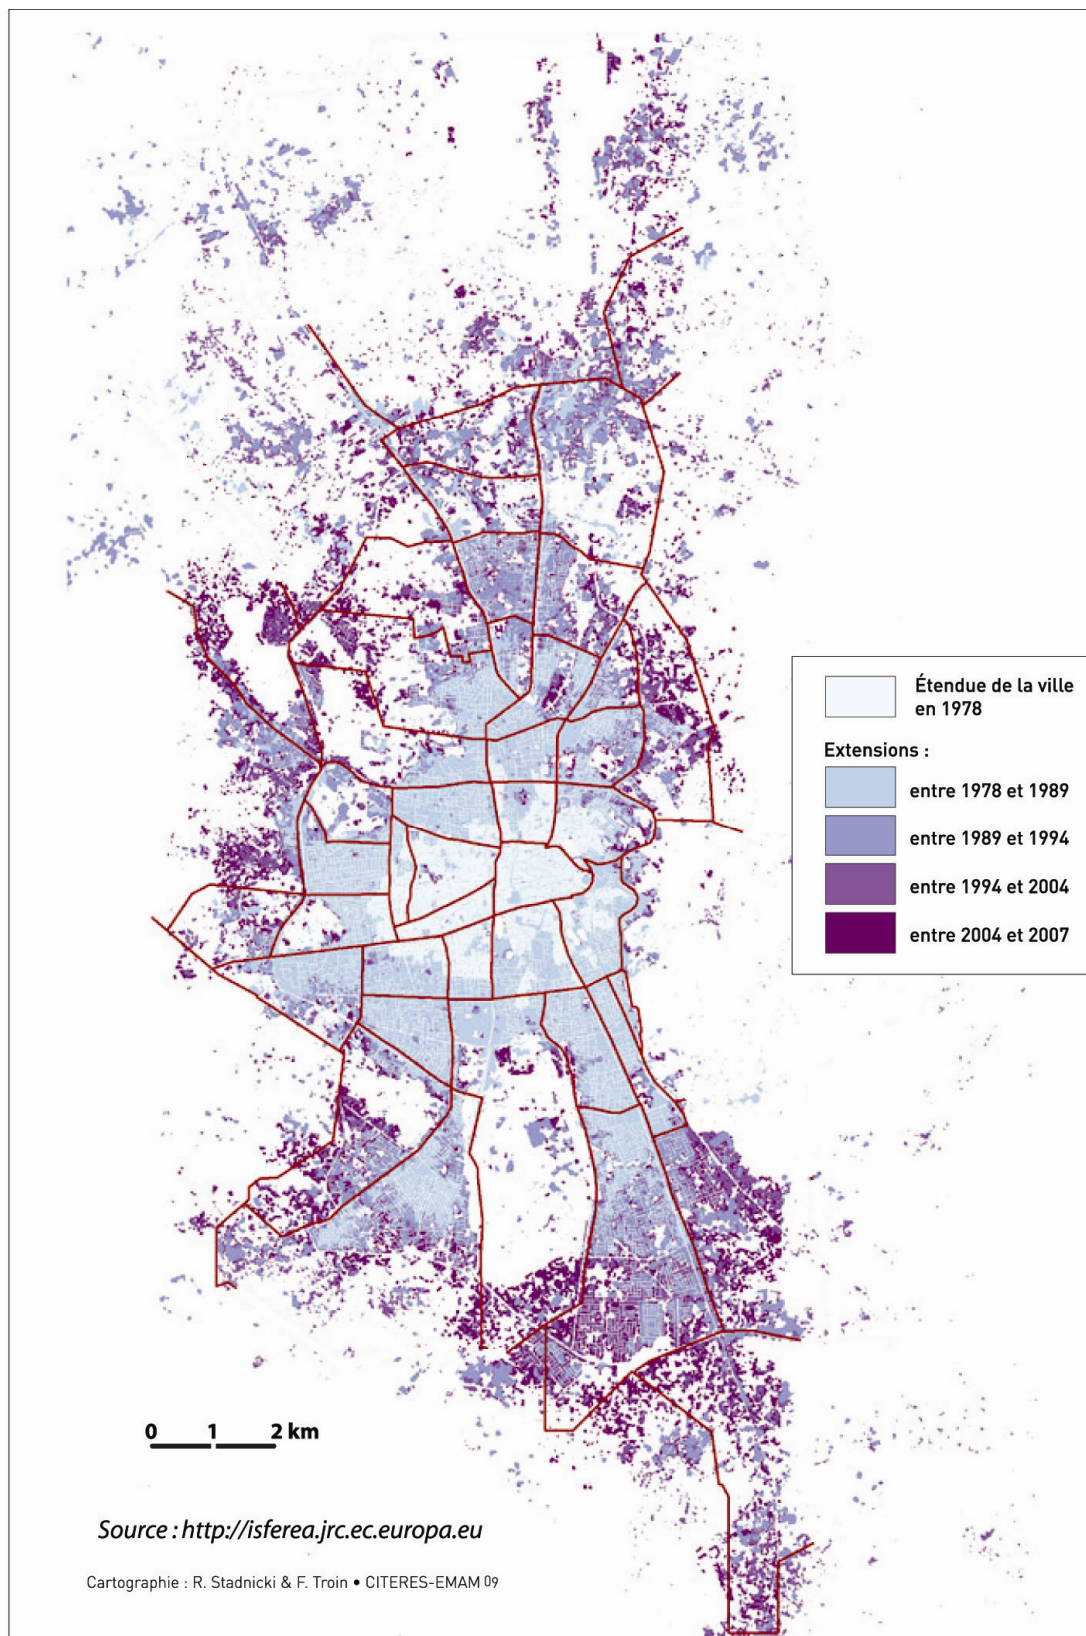 Étendue de la ville
en 1978
Extensions :
entre 1978 et 1989
entre 1989 et 1994
entre 1994 et 2004
entre 2004 et 2007
0 1 2 km
Source : http://isferea.jrc.ec.europa.eu
Cartographie : R. Stadnicki & F. Troin • CITERES-EMAM 09